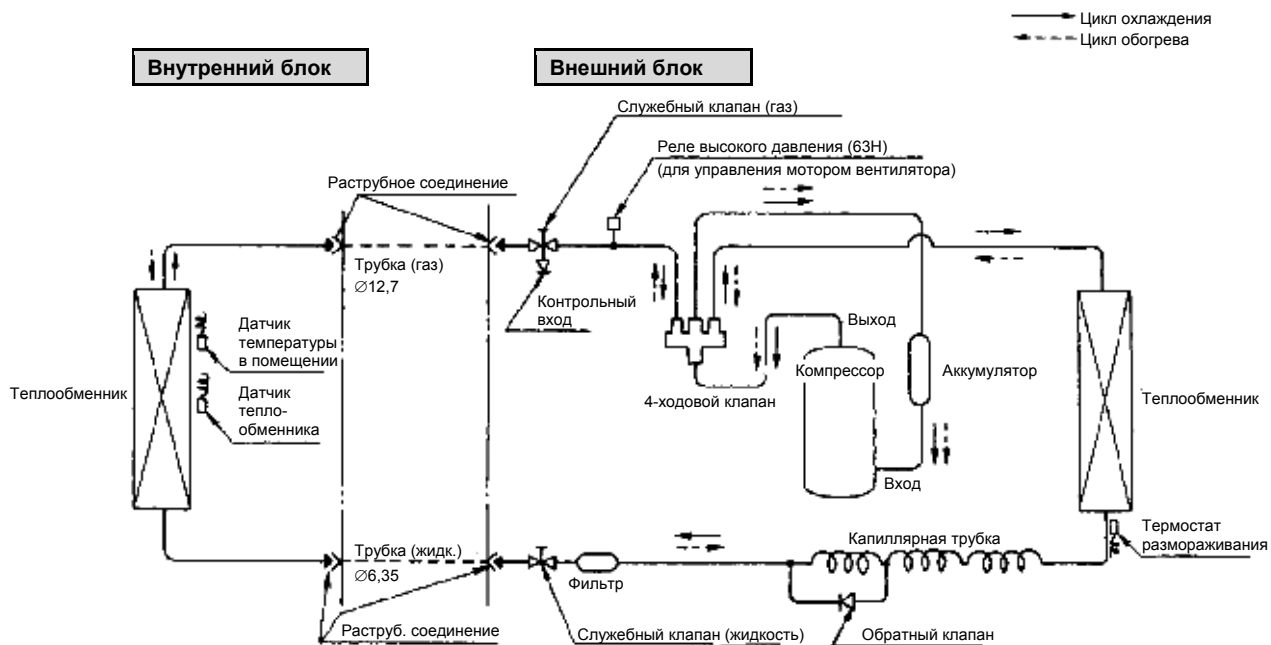 Цикл охлаждения
Цикл обогрева
Внутренний блок
Внешний блок
Служебный клапан (газ)
Реле высокого давления (63Н)
(для управления мотором вентилятора)
Раструбное соединение
Трубка (газ)
∅12,7
Контрольный
вход
Датчик
температуры
в помещении
Выход
Компрессор
Аккумулятор
Теплообменник
Датчик
тепло-
обменника
4-ходовой клапан
Теплообменник
Вход
Трубка (жидк.)
∅6,35
Фильтр
Капиллярная трубка
Термостат
размораживания
Раструб. соединение
Служебный клапан (жидкость)
Обратный клапан